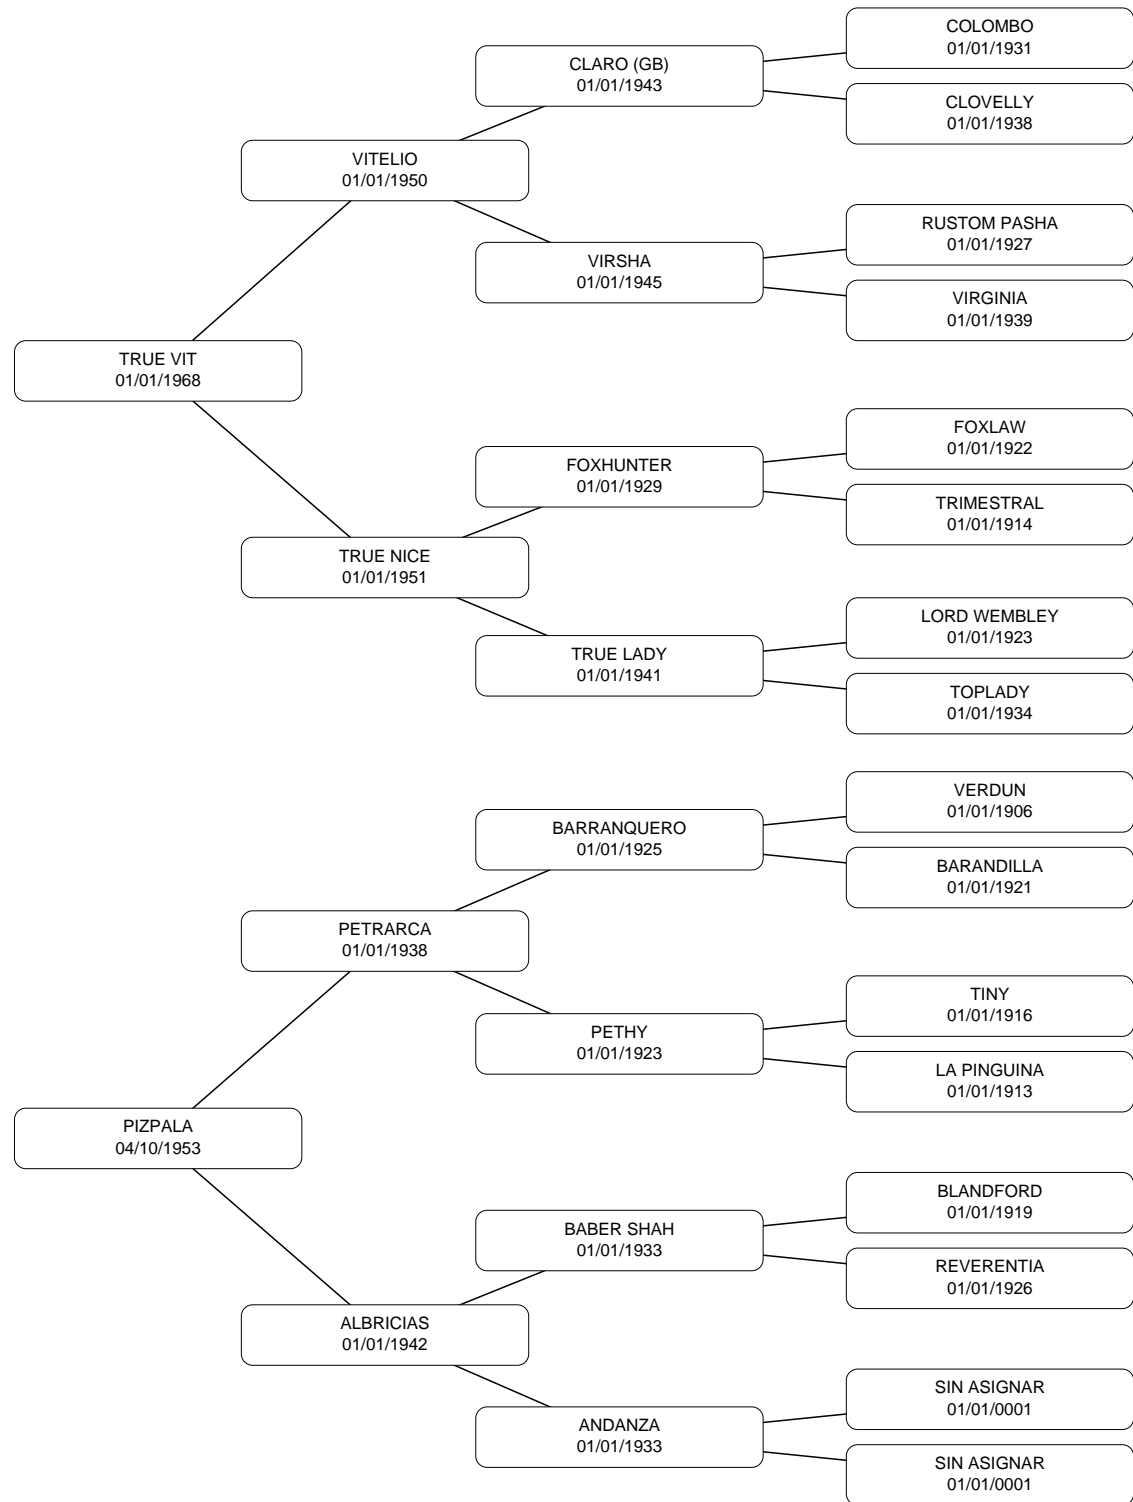 COLOMBO
01/01/1931
CLARO (GB)
01/01/1943
CLOVELLY
01/01/1938
VITELIO
01/01/1950
RUSTOM PASHA
01/01/1927
VIRSHA
01/01/1945
VIRGINIA
01/01/1939
TRUE VIT
01/01/1968
FOXLAW
01/01/1922
FOXHUNTER
01/01/1929
TRIMESTRAL
01/01/1914
TRUE NICE
01/01/1951
LORD WEMBLEY
01/01/1923
TRUE LADY
01/01/1941
TOPLADY
01/01/1934
VERDUN
01/01/1906
BARRANQUERO
01/01/1925
BARANDILLA
01/01/1921
PETRARCA
01/01/1938
TINY
01/01/1916
PETHY
01/01/1923
LA PINGUINA
01/01/1913
PIZPALA
04/10/1953
BLANDFORD
01/01/1919
BABER SHAH
01/01/1933
REVERENTIA
01/01/1926
ALBRICIAS
01/01/1942
SIN ASIGNAR
01/01/0001
ANDANZA
01/01/1933
SIN ASIGNAR
01/01/0001